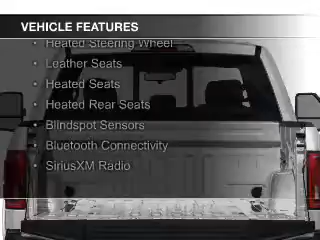 VEHICLE FEATURES
• Heated Steering Wheel
• Leather Seats
• Heated Seats
• Heated Rear Seats
• Blindspot Sensors
• Bluetooth Connectivity
• SiriusXM Radio